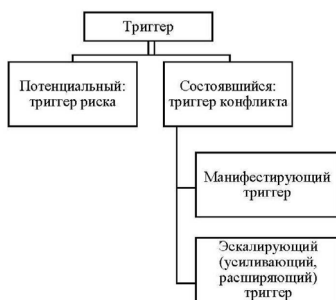 Триггер
Потенциальный:
триггер риска
Состоявшийся:
триггер конфликта
Манифестирующий
триггер
Эскалирующий
(усиливающий,
расширяющий)
триггер